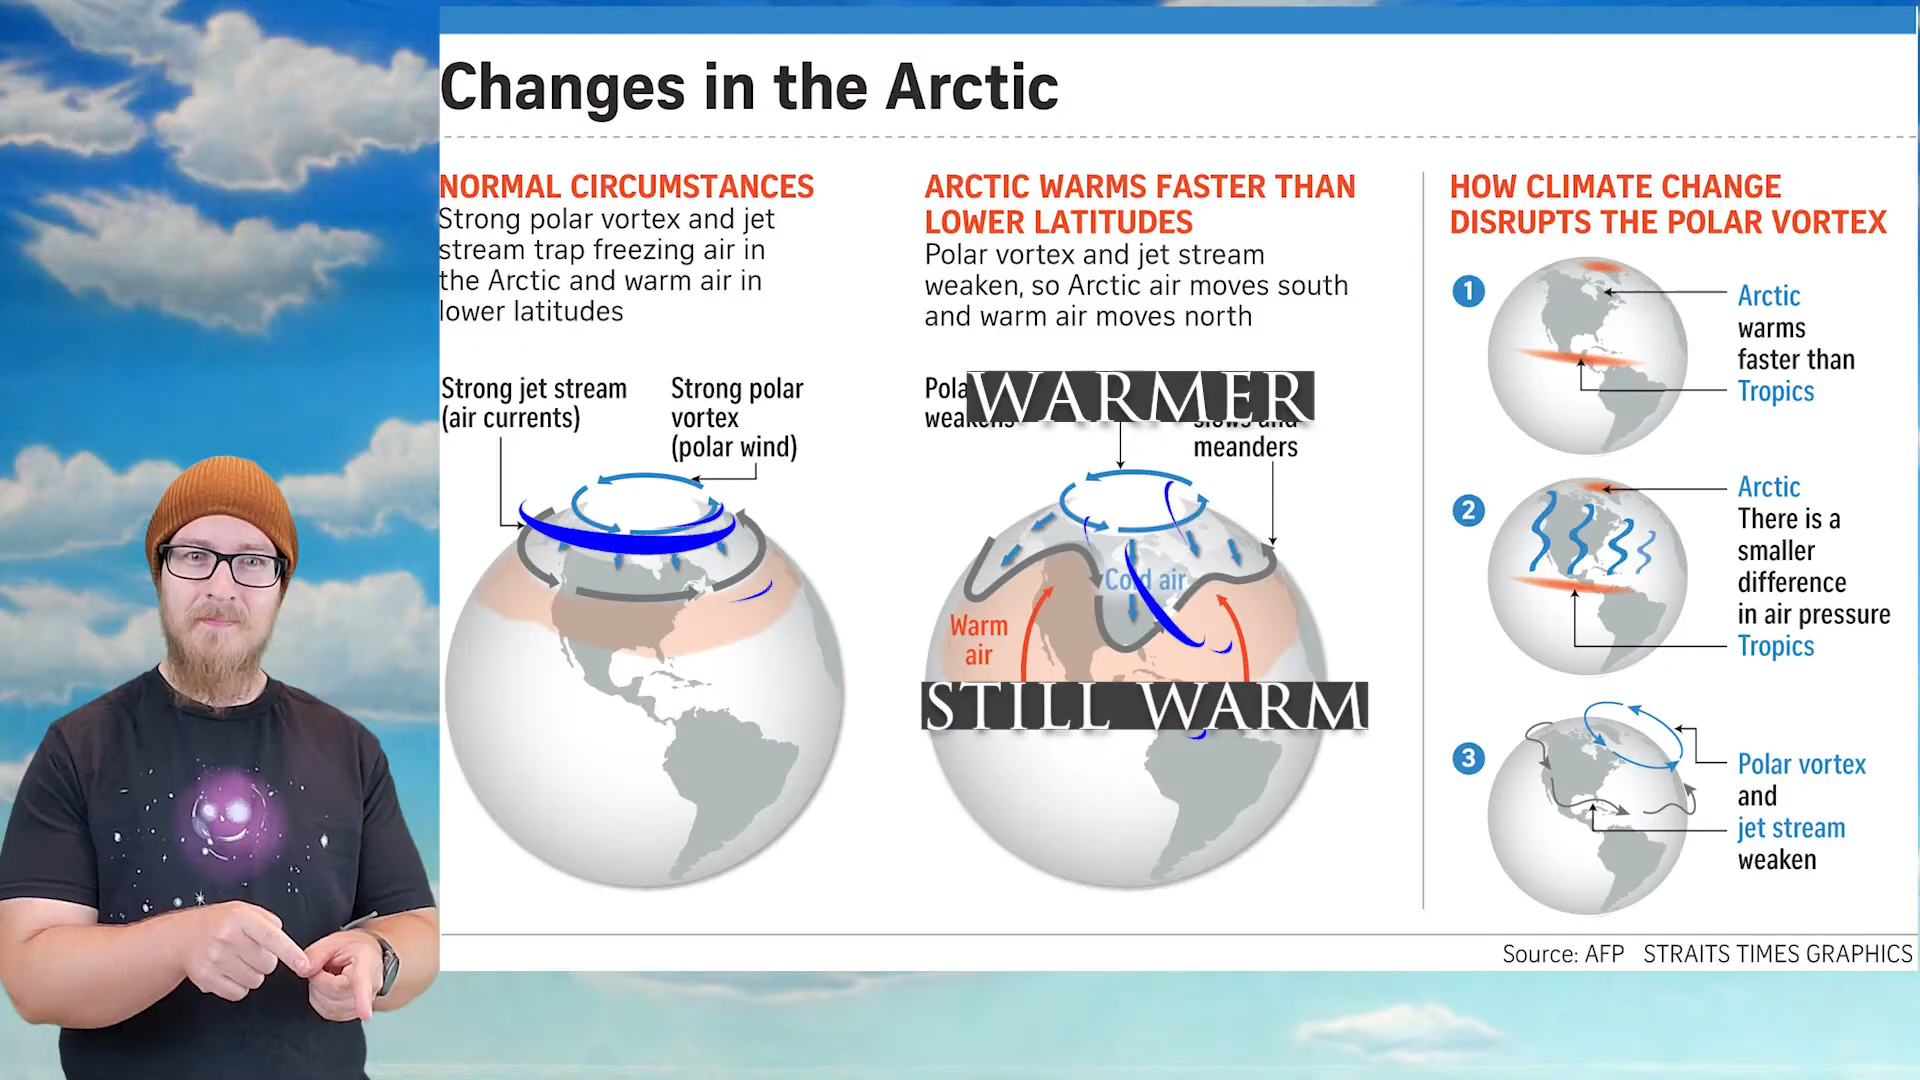 Changes in the Arctic
NORMAL CIRCUMSTANCES
Strong polar vortex and jet
stream trap freezing air in
the Arctic and warm air in
lower latitudes
Strong jet stream
(air currents)
Strong polar
vortex
(polar wind)
ARCTIC WARMS FASTER THAN
LOWER LATITUDES
Polar vortex and jet stream
weaken, so Arctic air moves south
and warm air moves north
WARMER
weakens
slows and
meanders
Cold air
Warm
air
STILL WARM
HOW CLIMATE CHANGE
DISRUPTS THE POLAR VORTEX
1
Arctic
warms
faster than
Tropics
2
Arctic
There is a
smaller
difference
in air pressure
Tropics
3
Polar vortex
and
jet stream
weaken
Source: AFP STRAITS TIMES GRAPHICS